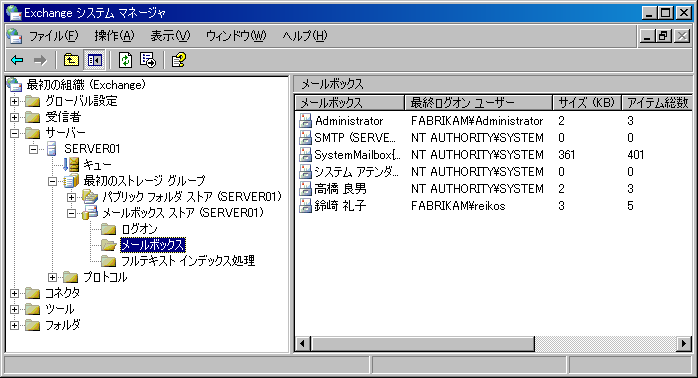 Exchange システム マネージャ
ファイル(F) 操作(A) 表示(V) ウィンドウ(W) ヘルプ(H)
最初の組織 (Exchange)
グローバル設定
受信者
サーバー
SERVER01
キュー
最初のストレージ グループ
パブリック フォルダ ストア (SERVER01)
メールボックス ストア (SERVER01)
ログオン
メールボックス
フルテキスト インデックス処理
プロトコル
コネクタ
ツール
フォルダ
メールボックス
メールボックス 最終ログオン ユーザー サイズ (KB) アイテム総数
Administrator FABRIKAM¥Administrator 2 3
SMTP (SERVE... NT AUTHORITY¥SYSTEM 0 0
SystemMailbox{... NT AUTHORITY¥SYSTEM 361 401
システム アテンダ... NT AUTHORITY¥SYSTEM 0 0
高橋 良男 NT AUTHORITY¥SYSTEM 2 3
鈴崎 礼子 FABRIKAM¥reikos 3 5